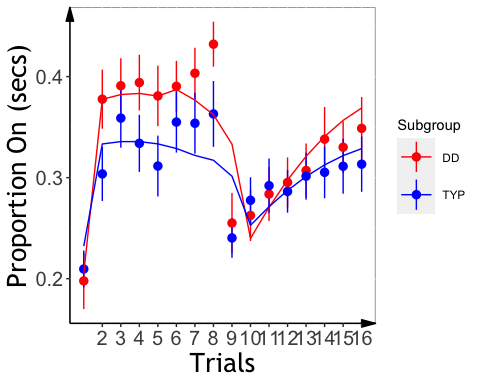 Proportion On (secs)
0.4
0.3
0.2
2 3 4 5 6 7 8 9 10 11 12 13 14 15 16
Trials
Subgroup
DD
TYP